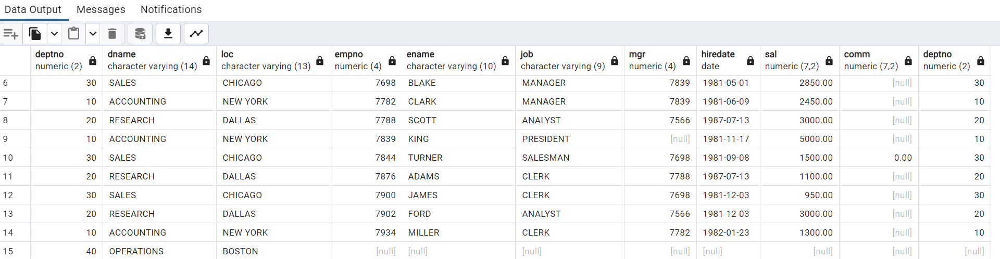 Data Output Messages Notifications
deptno dname loc empno ename job mgr hiredate sal comm deptno
numeric (2) character varying (14) character varying (13) numeric (4) character varying (10) character varying (9) numeric (4) date numeric (7,2) numeric (7,2) numeric (2)
6 30 SALES CHICAGO 7698 BLAKE MANAGER 7839 1981-05-01 2850.00 [null] 30
7 10 ACCOUNTING NEW YORK 7782 CLARK MANAGER 7839 1981-06-09 2450.00 [null] 10
8 20 RESEARCH DALLAS 7788 SCOTT ANALYST 7566 1987-07-13 3000.00 [null] 20
9 10 ACCOUNTING NEW YORK 7839 KING PRESIDENT [null] 1981-11-17 5000.00 [null] 10
10 30 SALES CHICAGO 7844 TURNER SALESMAN 7698 1981-09-08 1500.00 0.00 30
11 20 RESEARCH DALLAS 7876 ADAMS CLERK 7788 1987-07-13 1100.00 [null] 20
12 30 SALES CHICAGO 7900 JAMES CLERK 7698 1981-12-03 950.00 [null] 30
13 20 RESEARCH DALLAS 7902 FORD ANALYST 7566 1981-12-03 3000.00 [null] 20
14 10 ACCOUNTING NEW YORK 7934 MILLER CLERK 7782 1982-01-23 1300.00 [null] 10
15 40 OPERATIONS BOSTON [null] [null] [null] [null] [null] [null] [null] [null]